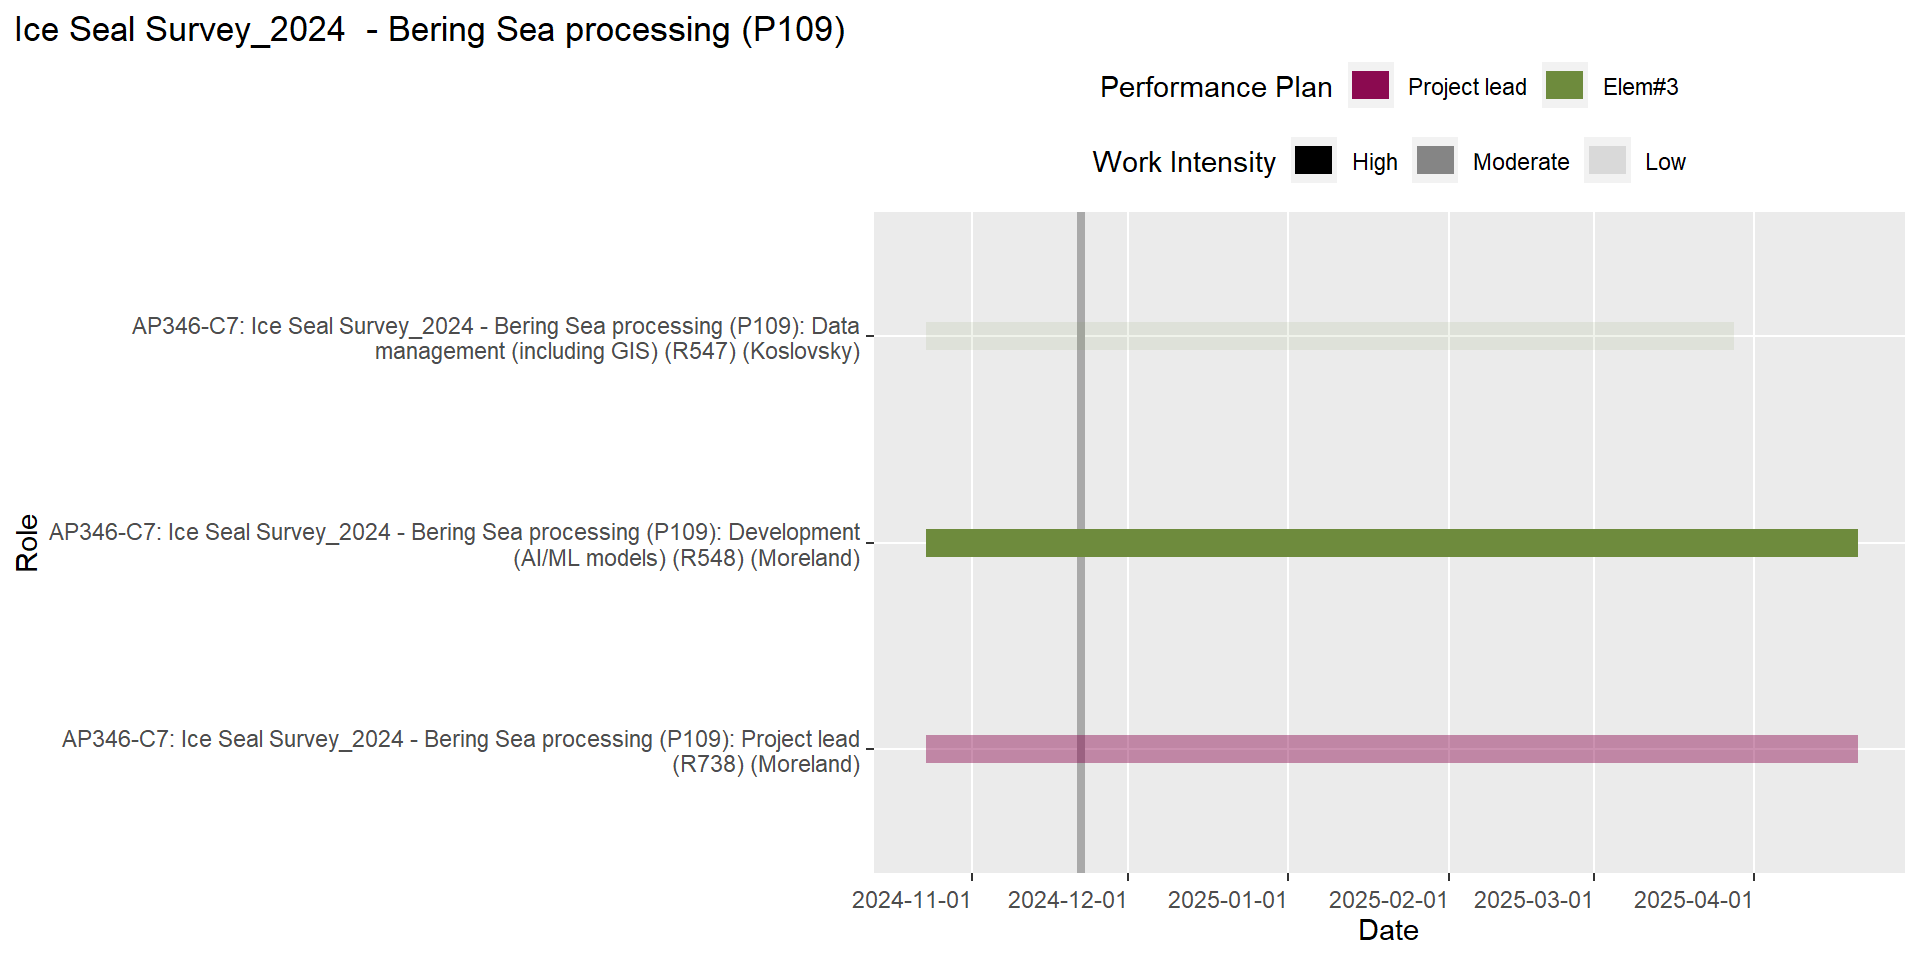 Ice Seal Survey_2024  - Bering Sea processing (P109)
Performance Plan Project lead Elem#3
Work Intensity High Moderate Low
AP346-C7: Ice Seal Survey_2024 - Bering Sea processing (P109): Data
management (including GIS) (R547) (Koslovsky)
Role
AP346-C7: Ice Seal Survey_2024 - Bering Sea processing (P109): Development
(AI/ML models) (R548) (Moreland)
AP346-C7: Ice Seal Survey_2024 - Bering Sea processing (P109): Project lead
(R738) (Moreland)
2024-11-01 2024-12-01 2025-01-01 2025-02-01 2025-03-01 2025-04-01
Date